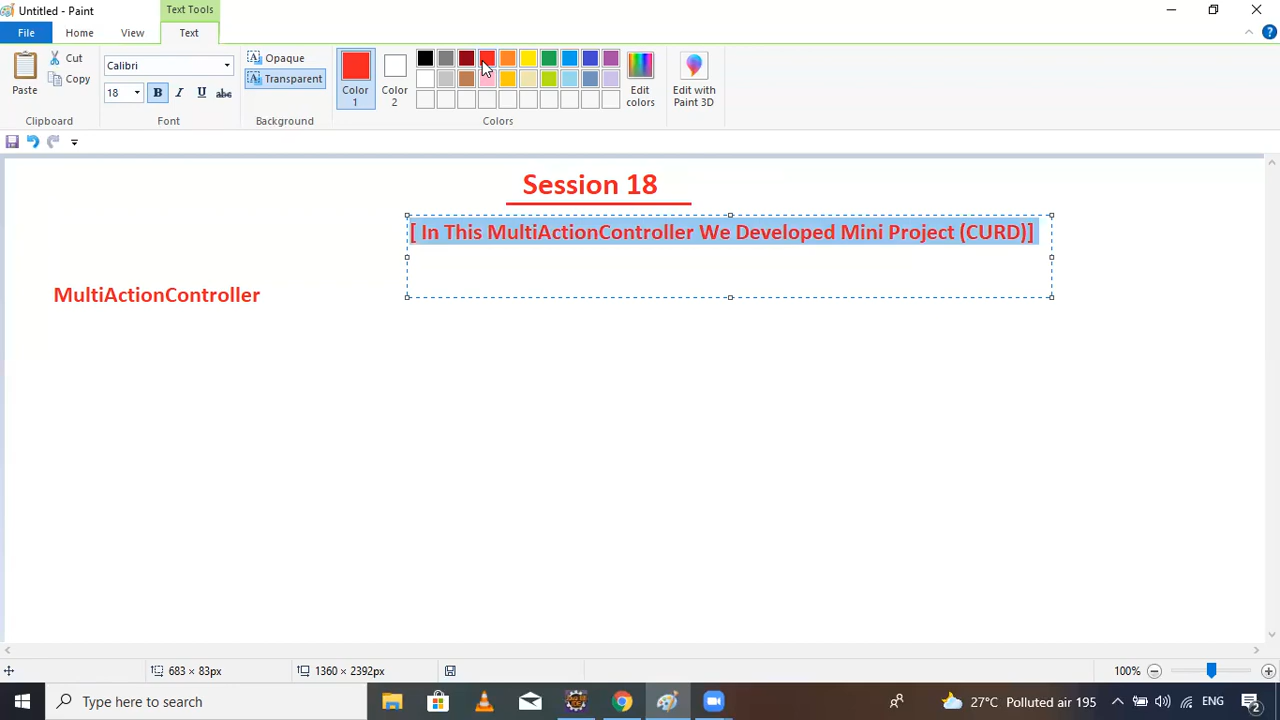 Untitled - Paint
Text Tools
File
Home
View
Text
Paste
Cut
Copy
Clipboard
Calibri
18
B
I
U
abc
Font
Opaque
Transparent
Background
Color 1
Color 2
Colors
Edit colors
Edit with Paint 3D
Session 18
[ In This MultiActionController We Developed Mini Project (CURD)]
MultiActionController
683 × 83px
1360 × 2392px
100%
Type here to search
27°C Polluted air 195
ENG
2